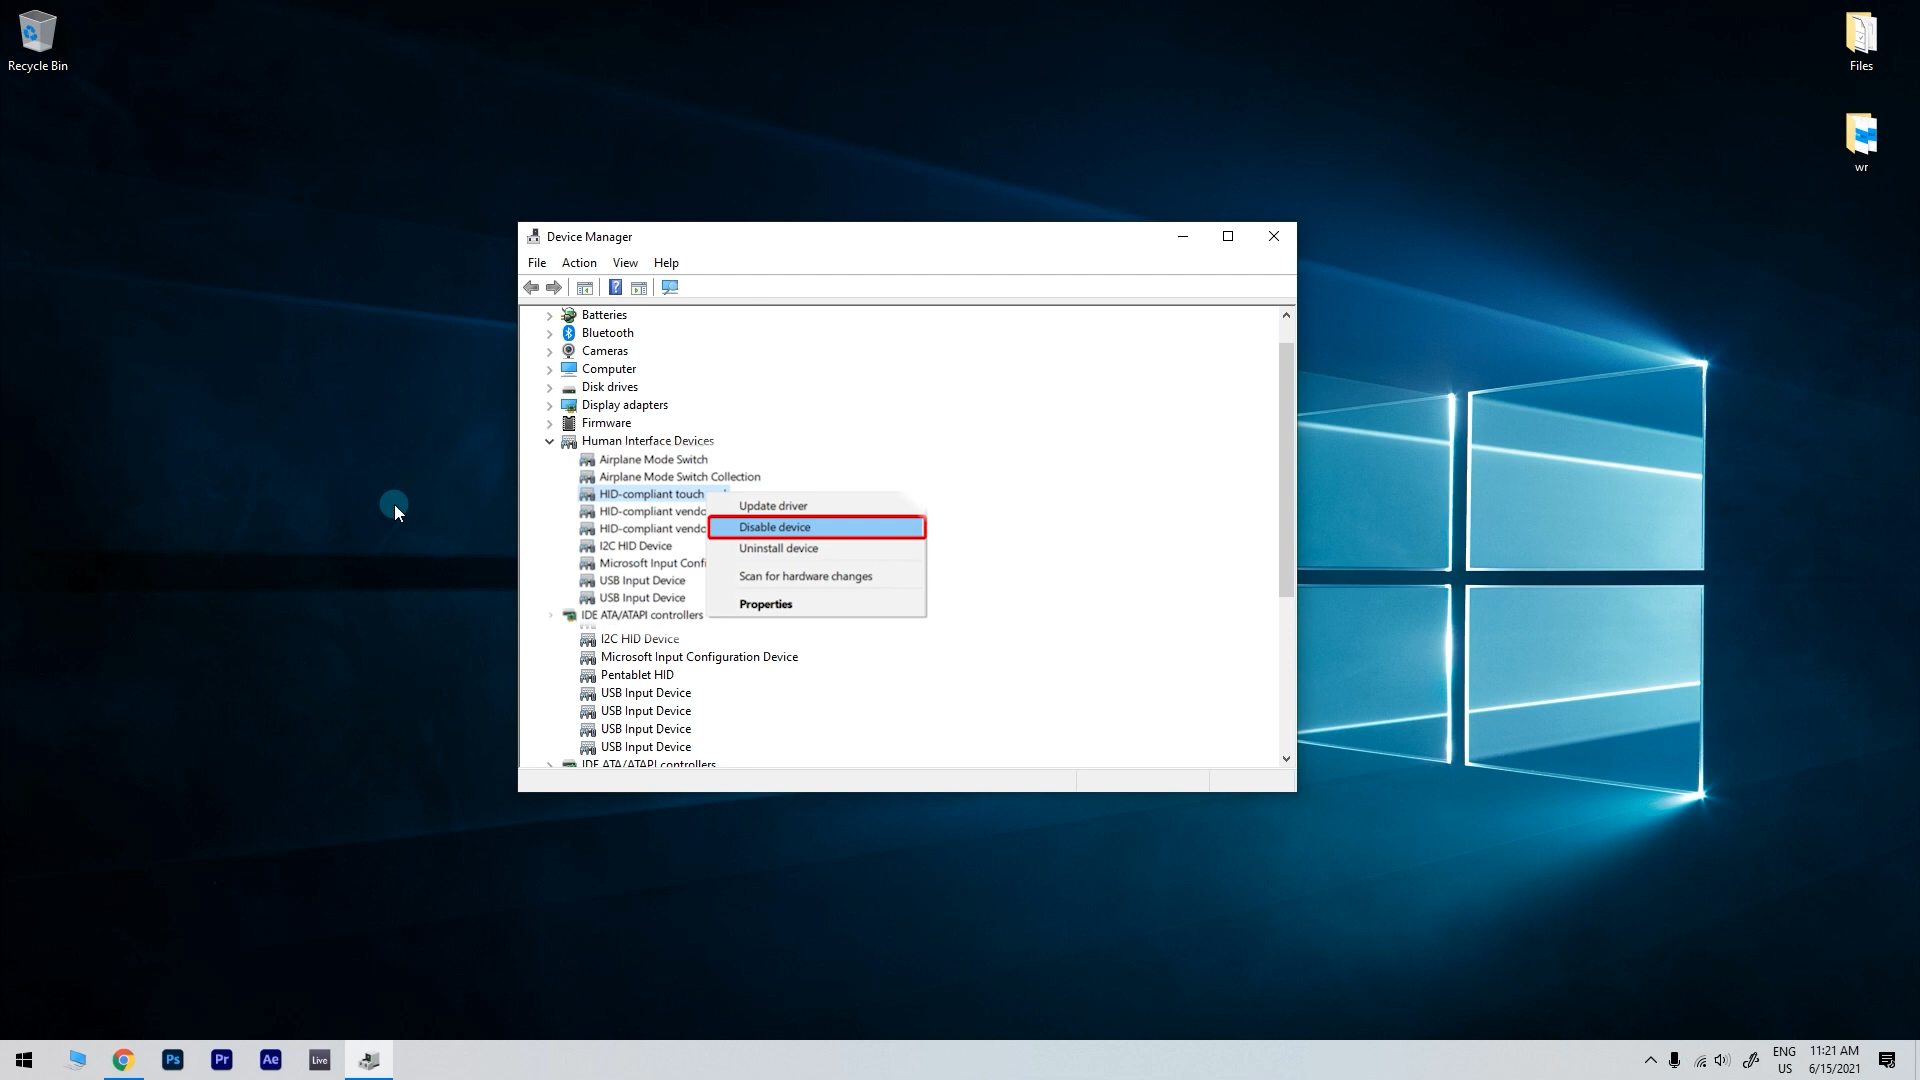 Recycle Bin
Files
wr
Device Manager
File Action View Help
Batteries
Bluetooth
Cameras
Computer
Disk drives
Display adapters
Firmware
Human Interface Devices
Airplane Mode Switch
Airplane Mode Switch Collection
HID-compliant touch
Update driver
HID-compliant vendo
Disable device
HID-compliant vendo
I2C HID Device
Uninstall device
Microsoft Input Confi
Scan for hardware changes
USB Input Device
USB Input Device
Properties
IDE ATA/ATAPI controllers
I2C HID Device
Microsoft Input Configuration Device
Pentablet HID
USB Input Device
USB Input Device
USB Input Device
USB Input Device
IDE ATA/ATAPI controllers
Ps
Pr
Ae
Live
ENG
US
11:21 AM
6/15/2021